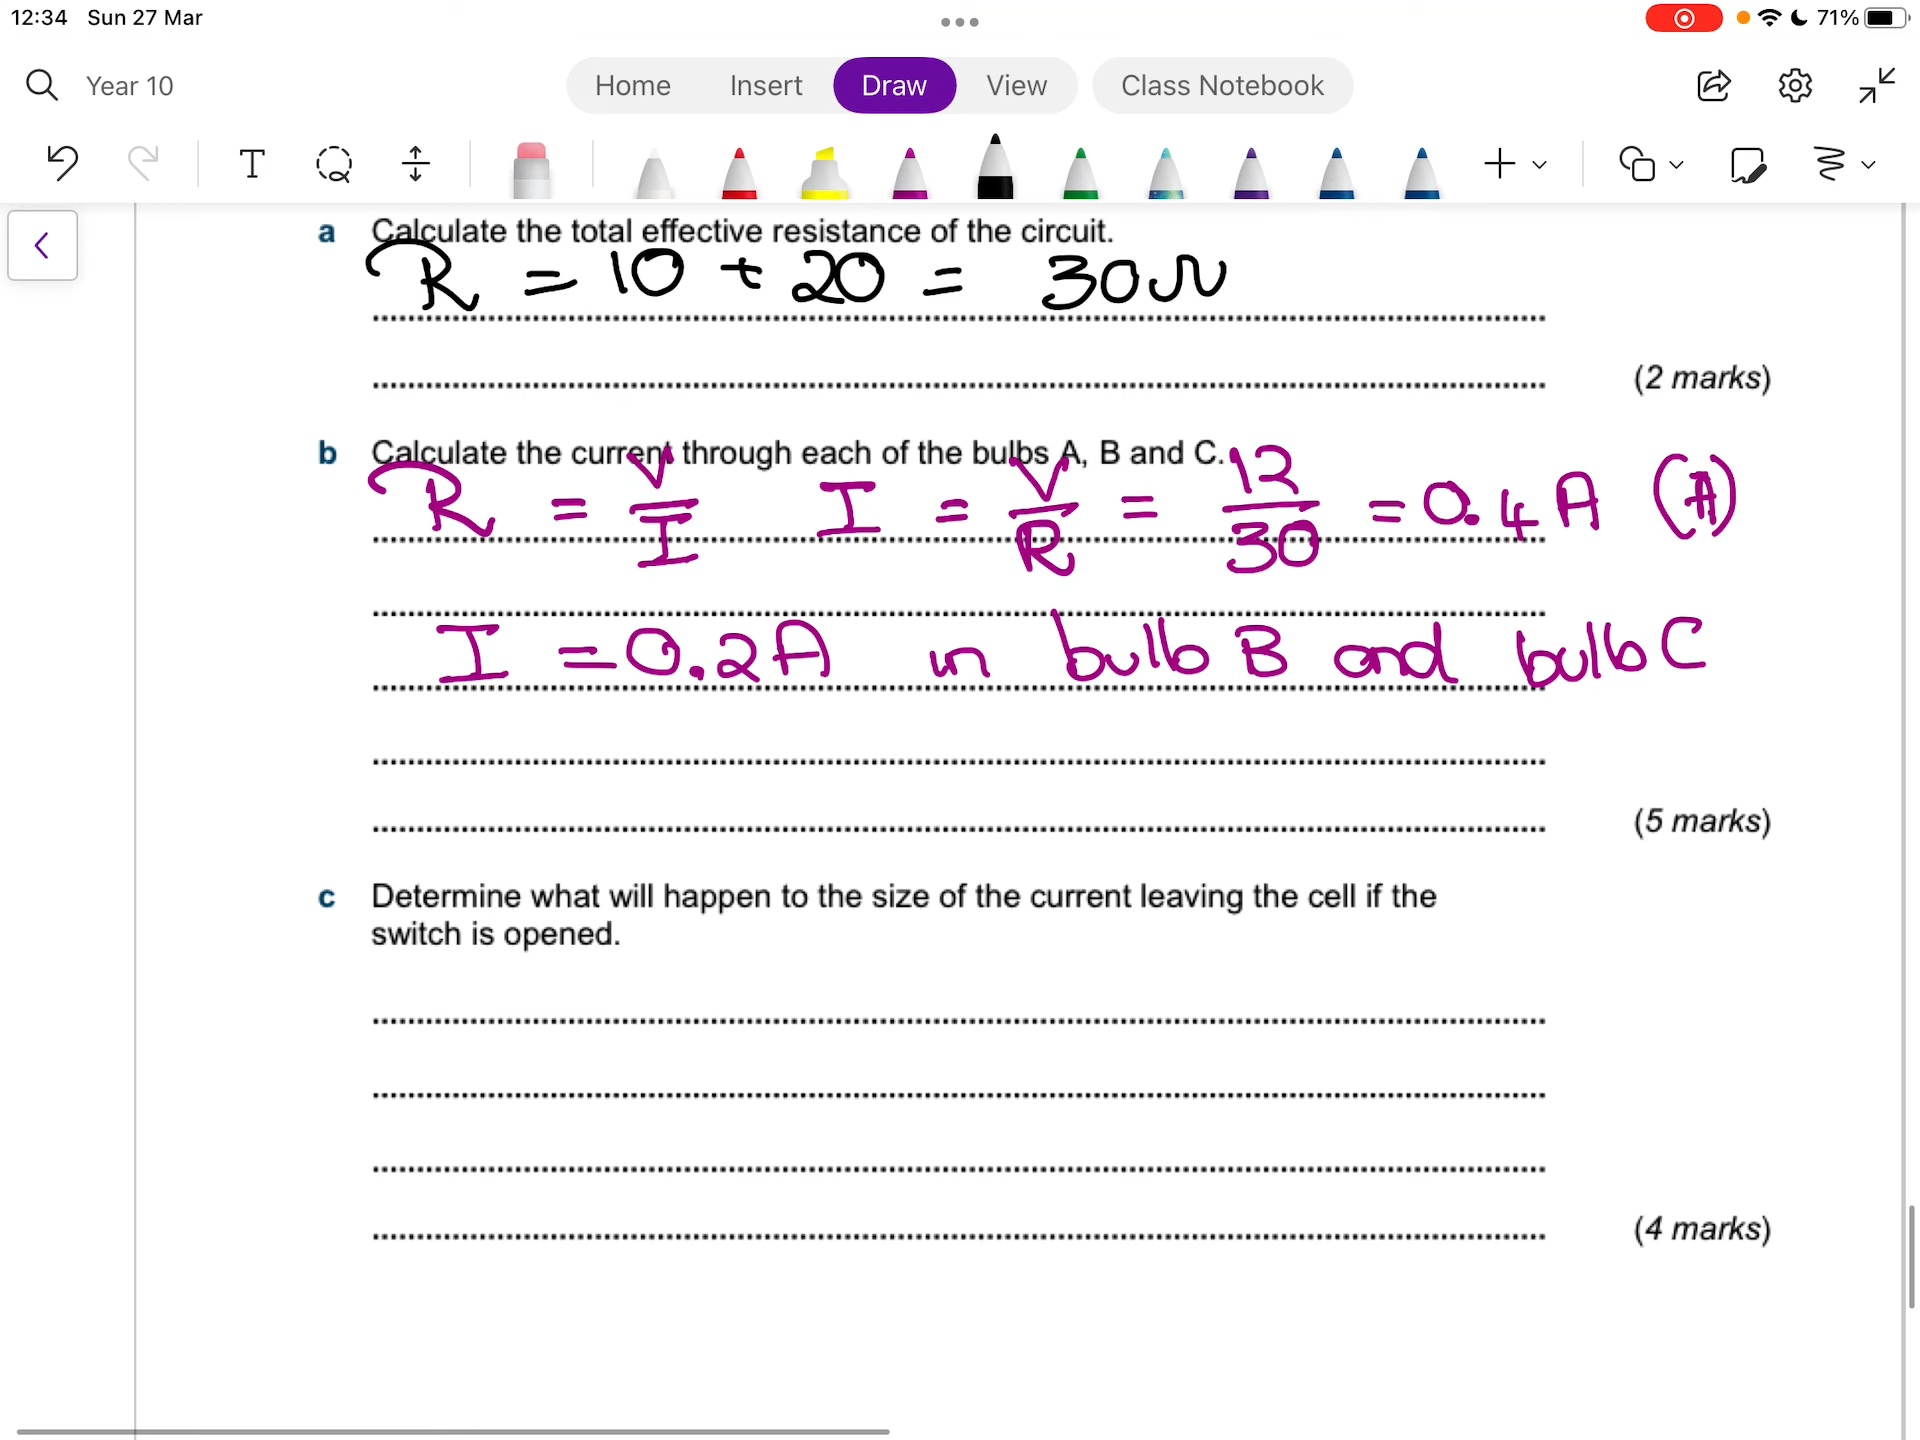 12:34 Sun 27 Mar 71%
Year 10 Home Insert Draw View Class Notebook
T
a Calculate the total effective resistance of the circuit.
R = 10 + 20 = 30Ω
(2 marks)
b Calculate the current through each of the bulbs A, B and C.
R = V/I I = V/R = 12/30 = 0.4 A (A)
I = 0.2A in bulb B and bulb C
(5 marks)
c Determine what will happen to the size of the current leaving the cell if the
switch is opened.
(4 marks)